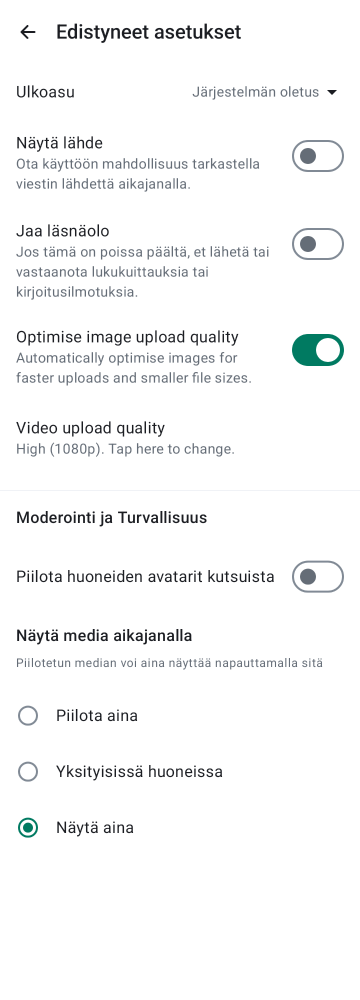 Edistyneet asetukset
Ulkoasu
Järjestelmän oletus
Näytä lähde
Ota käyttöön mahdollisuus tarkastella
viestin lähdettä aikajanalla.
Jaa läsnäolo
Jos tämä on poissa päältä, et lähetä tai
vastaanota lukukuittauksia tai
kirjoitusilmotuksia.
Optimise image upload quality
Automatically optimise images for
faster uploads and smaller file sizes.
Video upload quality
High (1080p). Tap here to change.
Moderointi ja Turvallisuus
Piilota huoneiden avatarit kutsuista
Näytä media aikajanalla
Piilotetun median voi aina näyttää napauttamalla sitä
Piilota aina
Yksityisissä huoneissa
Näytä aina